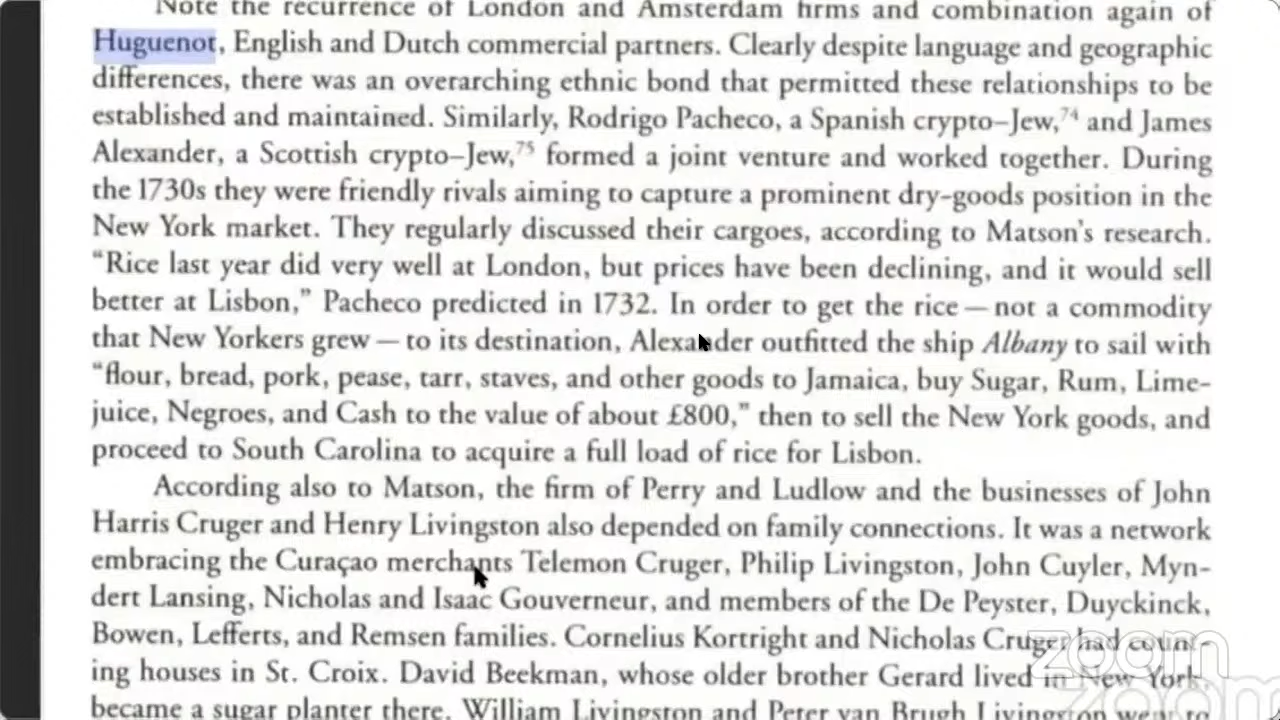 Note the recurrence of London and Amsterdam firms and combination again of
Huguenot, English and Dutch commercial partners. Clearly despite language and geographic
differences, there was an overarching ethnic bond that permitted these relationships to be
established and maintained. Similarly, Rodrigo Pacheco, a Spanish crypto–Jew,74 and James
Alexander, a Scottish crypto–Jew,75 formed a joint venture and worked together. During
the 1730s they were friendly rivals aiming to capture a prominent dry-goods position in the
New York market. They regularly discussed their cargoes, according to Matson's research.
“Rice last year did very well at London, but prices have been declining, and it would sell
better at Lisbon,” Pacheco predicted in 1732. In order to get the rice — not a commodity
that New Yorkers grew — to its destination, Alexander outfitted the ship Albany to sail with
“flour, bread, pork, pease, tarr, staves, and other goods to Jamaica, buy Sugar, Rum, Lime-
juice, Negroes, and Cash to the value of about £800,” then to sell the New York goods, and
proceed to South Carolina to acquire a full load of rice for Lisbon.
According also to Matson, the firm of Perry and Ludlow and the businesses of John
Harris Cruger and Henry Livingston also depended on family connections. It was a network
embracing the Curaçao merchants Telemon Cruger, Philip Livingston, John Cuyler, Myn-
dert Lansing, Nicholas and Isaac Gouverneur, and members of the De Peyster, Duyckinck,
Bowen, Lefferts, and Remsen families. Cornelius Kortright and Nicholas Cruger had count-
ing houses in St. Croix. David Beekman, whose older brother Gerard lived in New York,
became a sugar planter there. William Livingston and Peter van Brugh Livingston went to
zoom
zoom